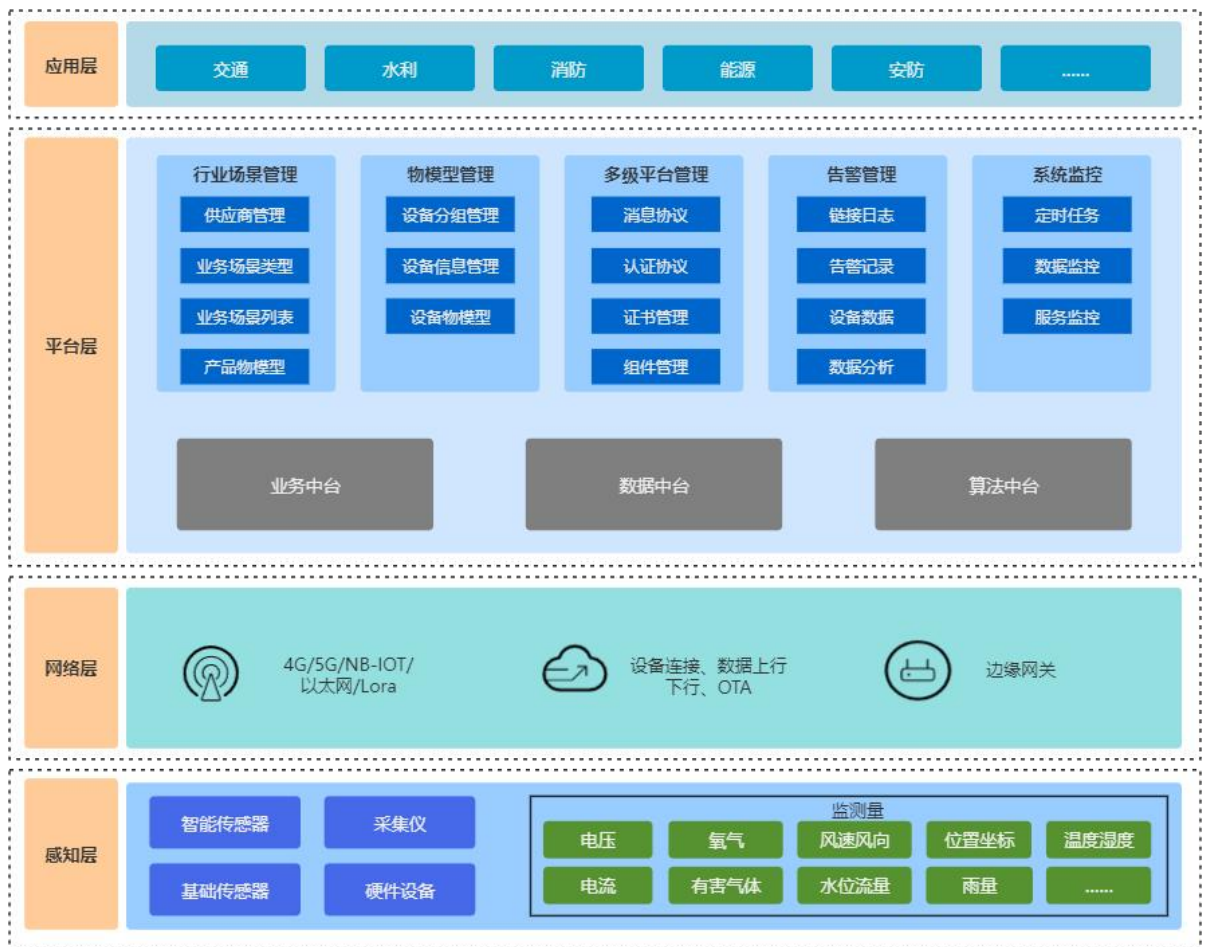 应用层
交通
水利
消防
能源
安防
......
平台层
行业场景管理
供应商管理
业务场景类型
业务场景列表
产品物模型
物模型管理
设备分组管理
设备信息管理
设备物模型
多级平台管理
消息协议
认证协议
证书管理
组件管理
告警管理
链接日志
告警记录
设备数据
数据分析
系统监控
定时任务
数据监控
服务监控
业务中台
数据中台
算法中台
网络层
4G/5G/NB-IOT/
以太网/Lora
设备连接、数据上行
下行、OTA
边缘网关
感知层
智能传感器
采集仪
基础传感器
硬件设备
监测量
电压
氧气
风速风向
位置坐标
温度湿度
电流
有害气体
水位流量
雨量
......